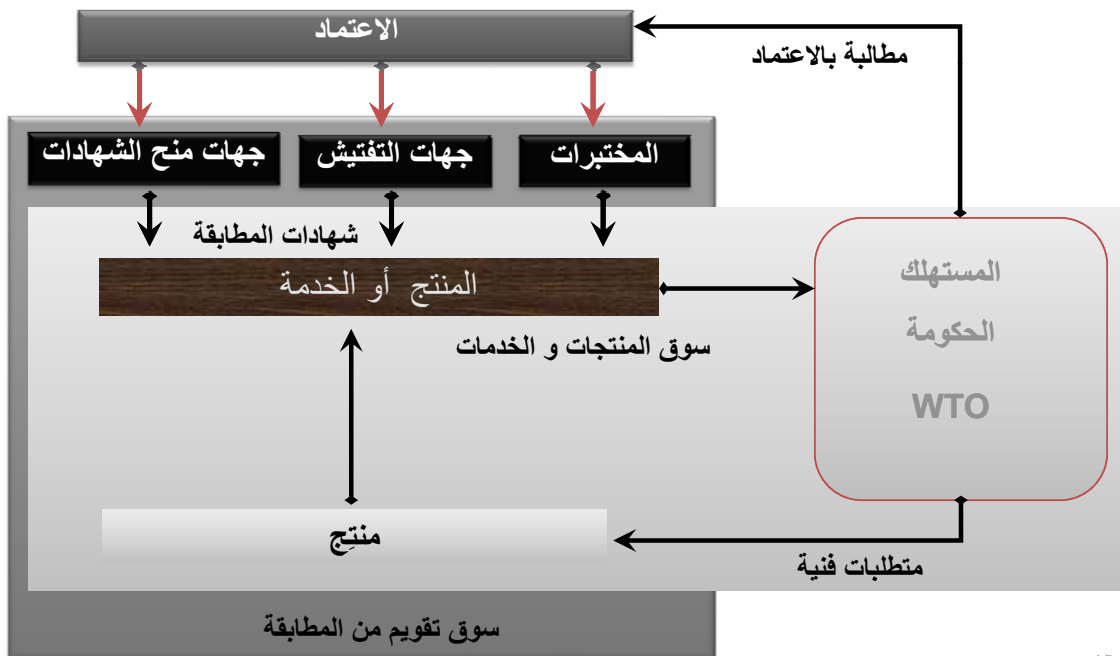 الاعتماد
مطالبة بالاعتماد
المختبرات
جهات التفتيش
جهات منح الشهادات
شهادات المطابقة
المنتج أو الخدمة
المستهلك
الحكومة
WTO
سوق المنتجات و الخدمات
منتِج
متطلبات فنية
سوق تقويم من المطابقة